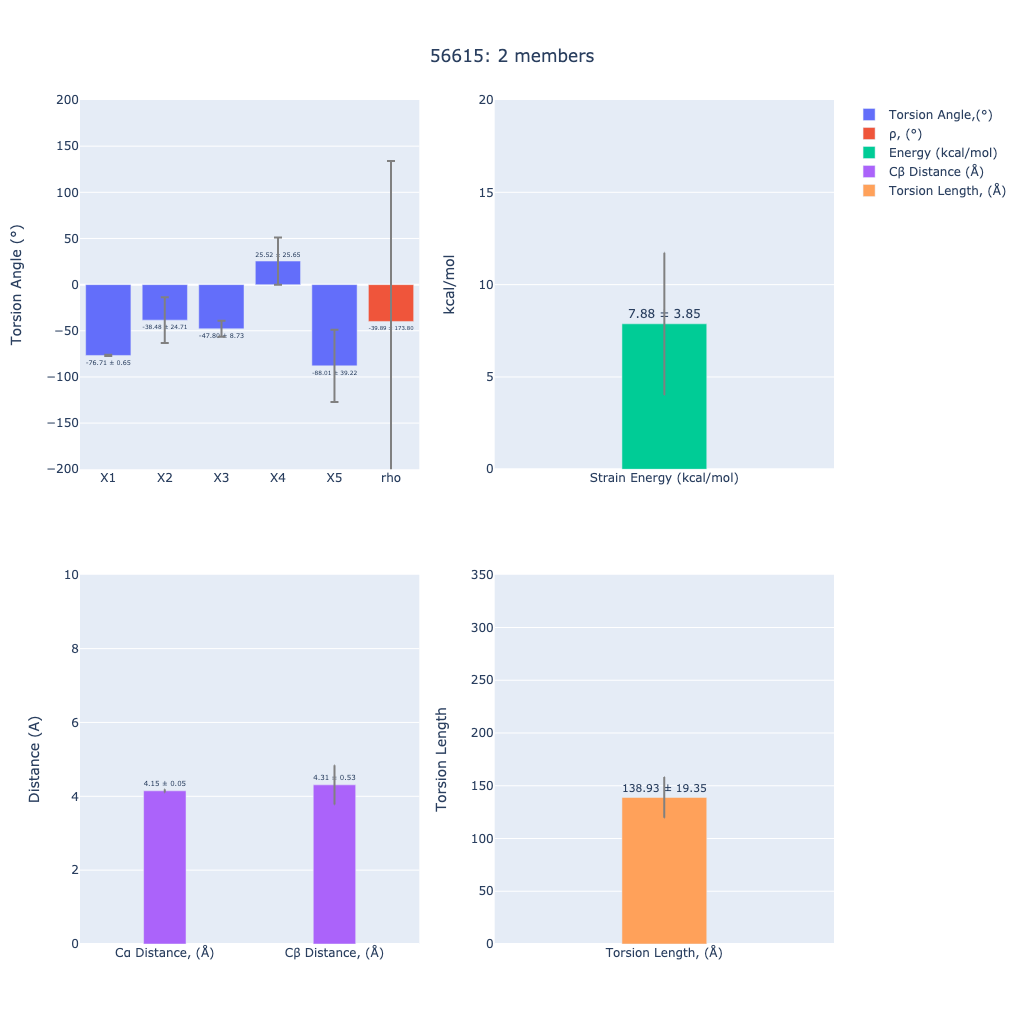 56615: 2 members
Torsion Angle (°)
200
150
100
50
0
−50
−100
−150
−200
-76.71 ± 0.65
-38.48 ± 24.71
-47.80 ± 8.73
25.52 ± 25.65
-88.01 ± 39.22
-39.89 ± 173.80
X1
X2
X3
X4
X5
rho
kcal/mol
20
15
10
5
0
7.88 ± 3.85
Strain Energy (kcal/mol)
Torsion Angle,(°)
ρ, (°)
Energy (kcal/mol)
Cβ Distance (Å)
Torsion Length, (Å)
Distance (A)
10
8
6
4
2
0
4.15 ± 0.05
4.31 ± 0.53
Cα Distance, (Å)
Cβ Distance, (Å)
Torsion Length
350
300
250
200
150
100
50
0
138.93 ± 19.35
Torsion Length, (Å)